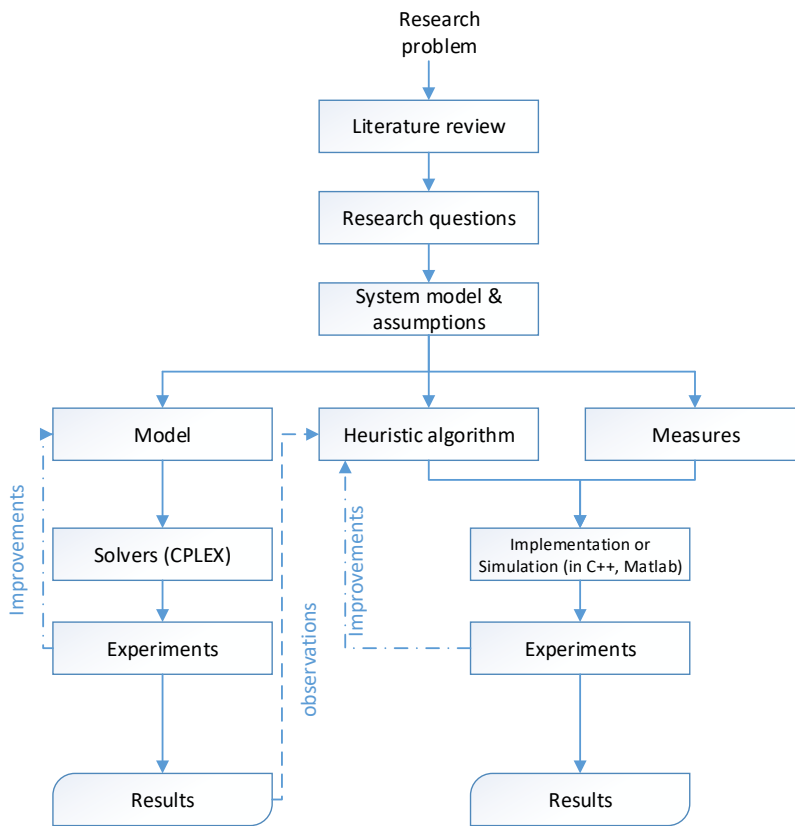 Research
problem
Literature review
Research questions
System model &
assumptions
Model
Heuristic algorithm
Measures
Improvements
Solvers (CPLEX)
observations
Improvements
Implementation or
Simulation (in C++, Matlab)
Experiments
Experiments
Results
Results